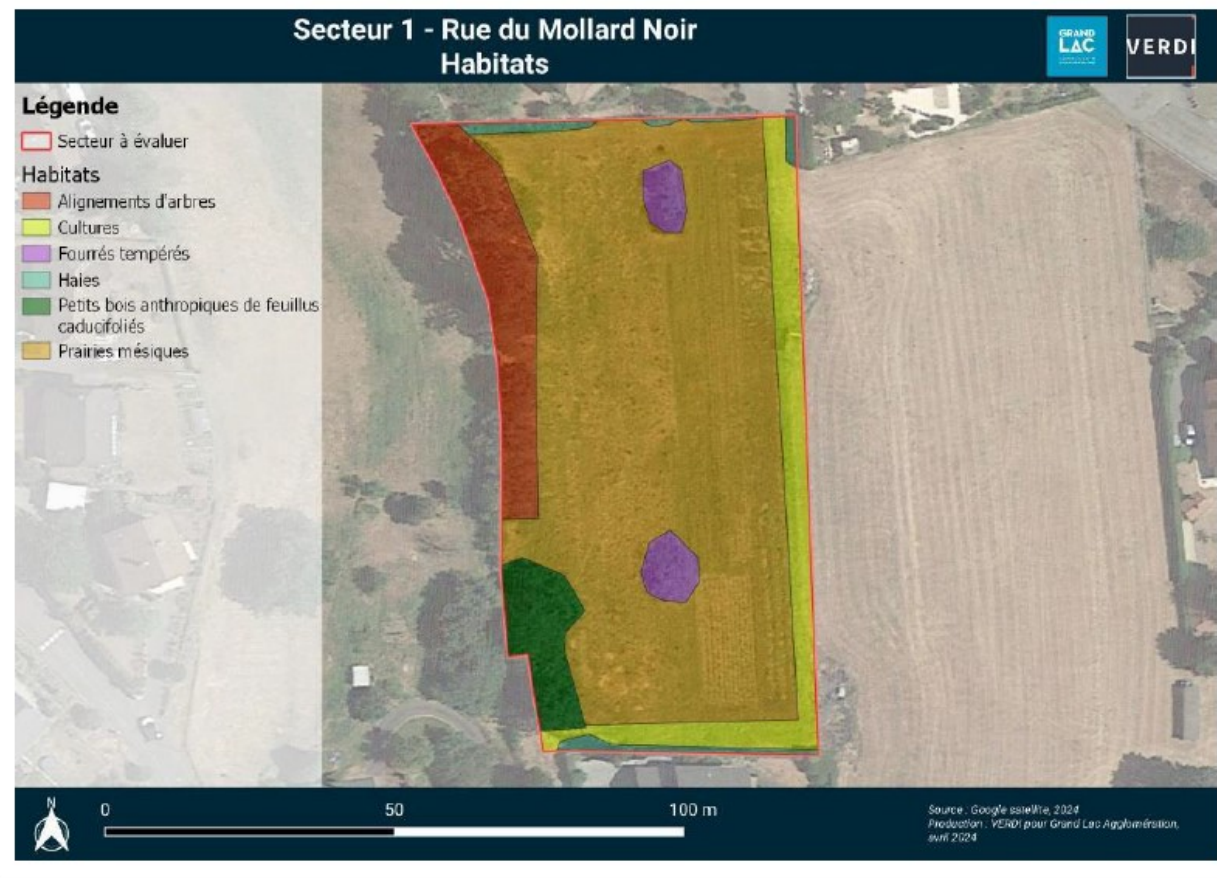 Secteur 1 - Rue du Mollard Noir
Habitats
GRAND
LAC
VERDI
Légende
Secteur à évaluer
Habitats
Alignements d'arbres
Cultures
Fourrés tempérés
Haies
Petits bois anthropiques de feuillus
caducifoliés
Prairies mésiques
N
0
50
100 m
Source : Google satellite, 2024
Production : VERDI pour Grand Lac Agglomération,
avril 2024